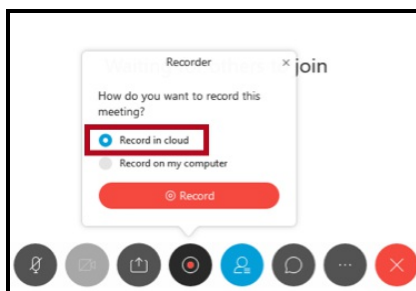 Recorder
join
How do you want to record this
meeting?
Record in cloud
Record on my computer
Record